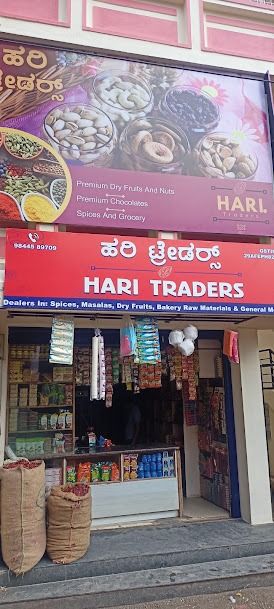 ಹರಿ
ಟ್ರೇಡರ್ಸ್
Premium Dry Fruits And Nuts
Premium Chocolates
Spices And Grocery
HARI
Traders
98445 89709
ಹರಿ ಟ್ರೇಡರ್ಸ್
HARI TRADERS
Dealers In: Spices, Masalas, Dry Fruits, Bakery Raw Materials & General